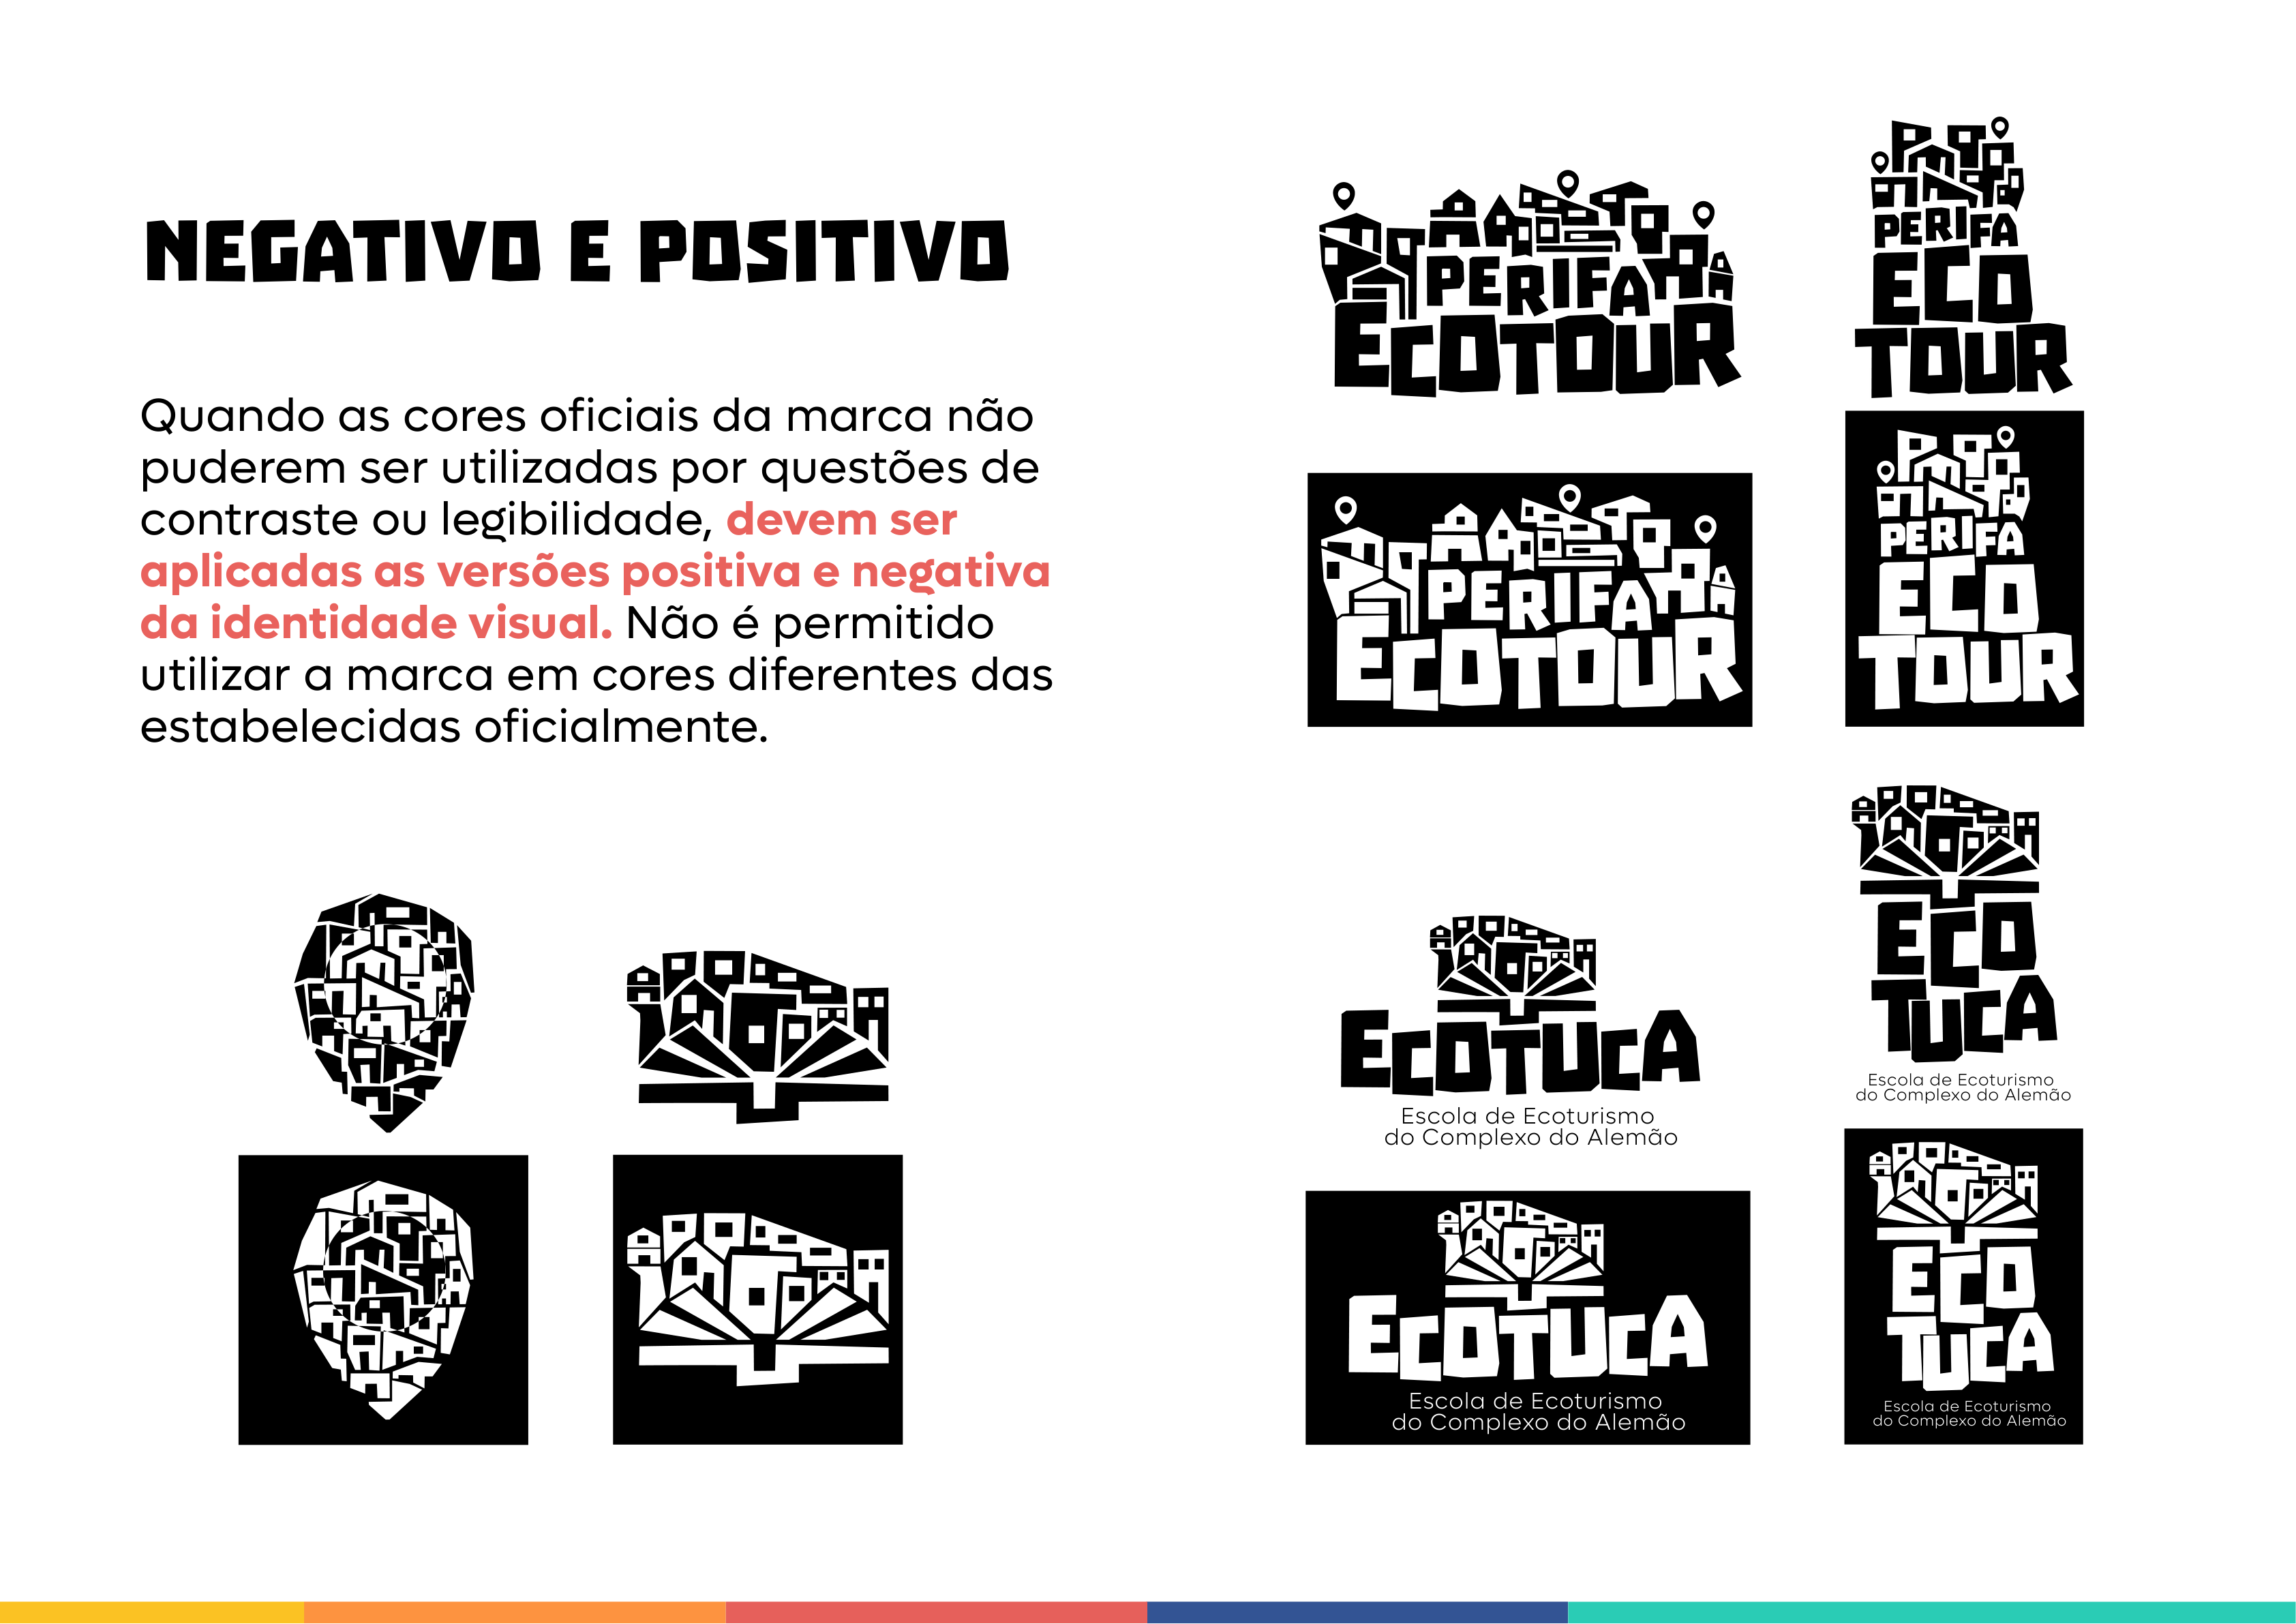 NEGATIVO E POSITIVO
Quando as cores oficiais da marca não
puderem ser utilizadas por questões de
contraste ou legibilidade, devem ser
aplicadas as versões positiva e negativa
da identidade visual. Não é permitido
utilizar a marca em cores diferentes das
estabelecidas oficialmente.
PERIFA
ECOTOUR
PERIFA
ECO
TOUR
PERIFA
ECOTOUR
PERIFA
ECO
TOUR
ECOTUCA
Escola de Ecoturismo
do Complexo do Alemão
ECO
TUCA
Escola de Ecoturismo
do Complexo do Alemão
ECOTUCA
Escola de Ecoturismo
do Complexo do Alemão
ECO
TUCA
Escola de Ecoturismo
do Complexo do Alemão